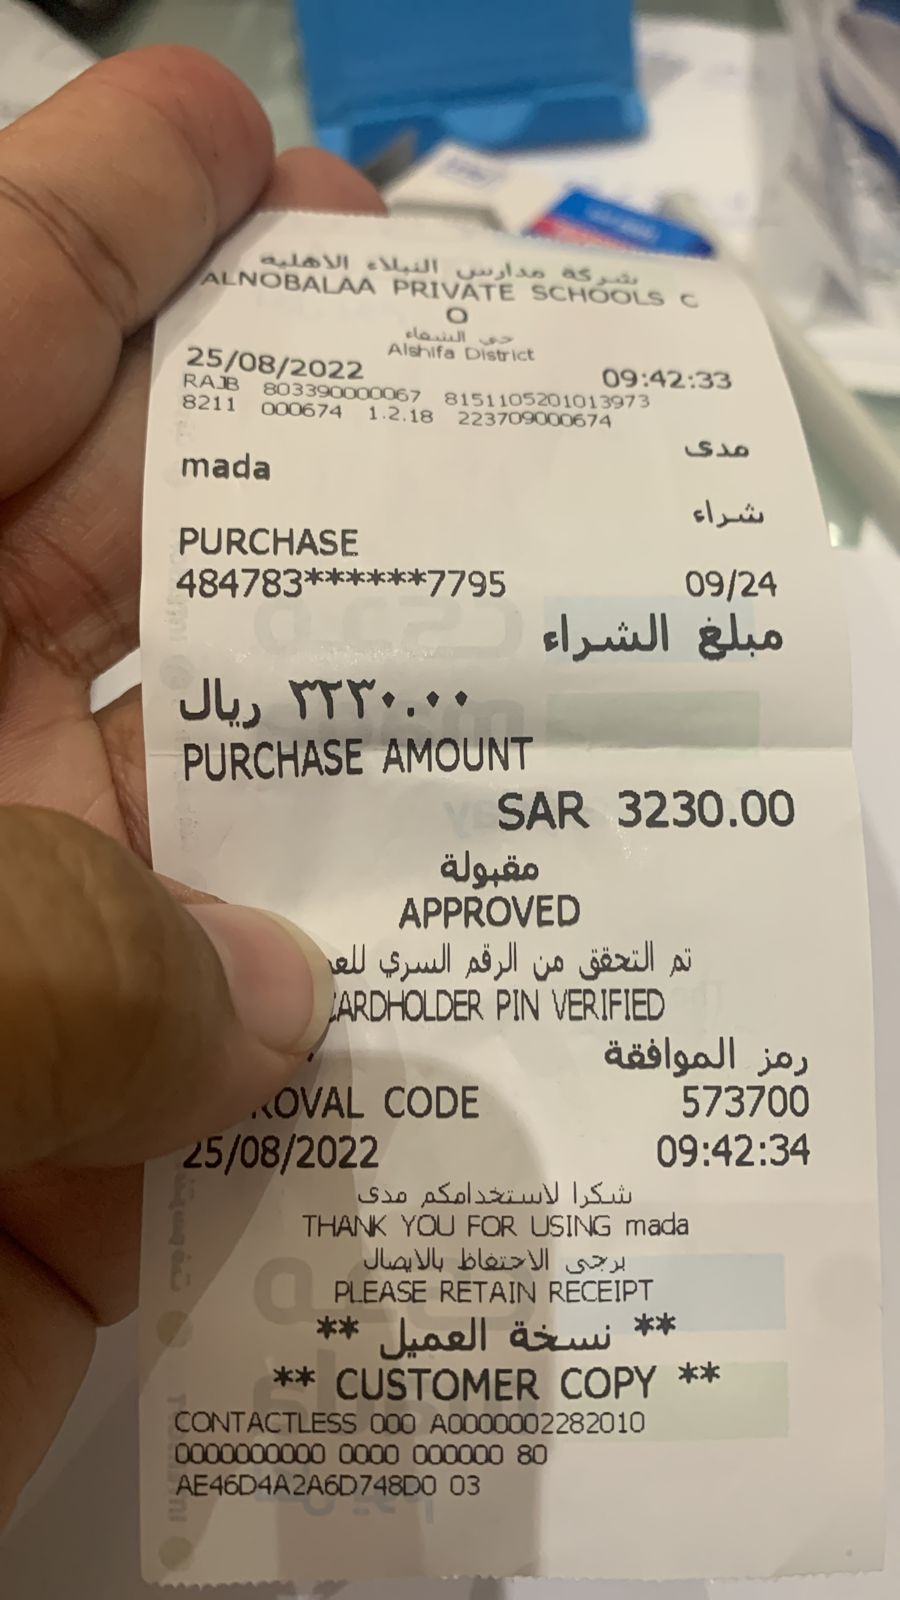 شركة مدارس النبلاء الاهليه
ALNOBALAA PRIVATE SCHOOLS C
O
حي الشفاء
Alshifa District
25/08/2022 09:42:33
RAJB 803390000067 8151105201013973
8211 000674 1.2.18 223709000674
مدى
mada
شراء
PURCHASE
484783******7795 09/24
مبلغ الشراء
٣٢٣٠.٠٠ ريال
PURCHASE AMOUNT
SAR 3230.00
مقبولة
APPROVED
تم التحقق من الرقم السري
CARDHOLDER PIN VERIFIED
رمز الموافقة
CODE 573700
25/08/2022 09:42:34
شكرا لاستخدامكم مدى
THANK YOU FOR USING mada
يرجى الاحتفاظ بالايصال
PLEASE RETAIN RECEIPT
** نسخة العميل **
** CUSTOMER COPY **
CONTACTLESS 000 A0000002282010
0000000000 0000 000000 80
AE46D4A2A6D748D0 03